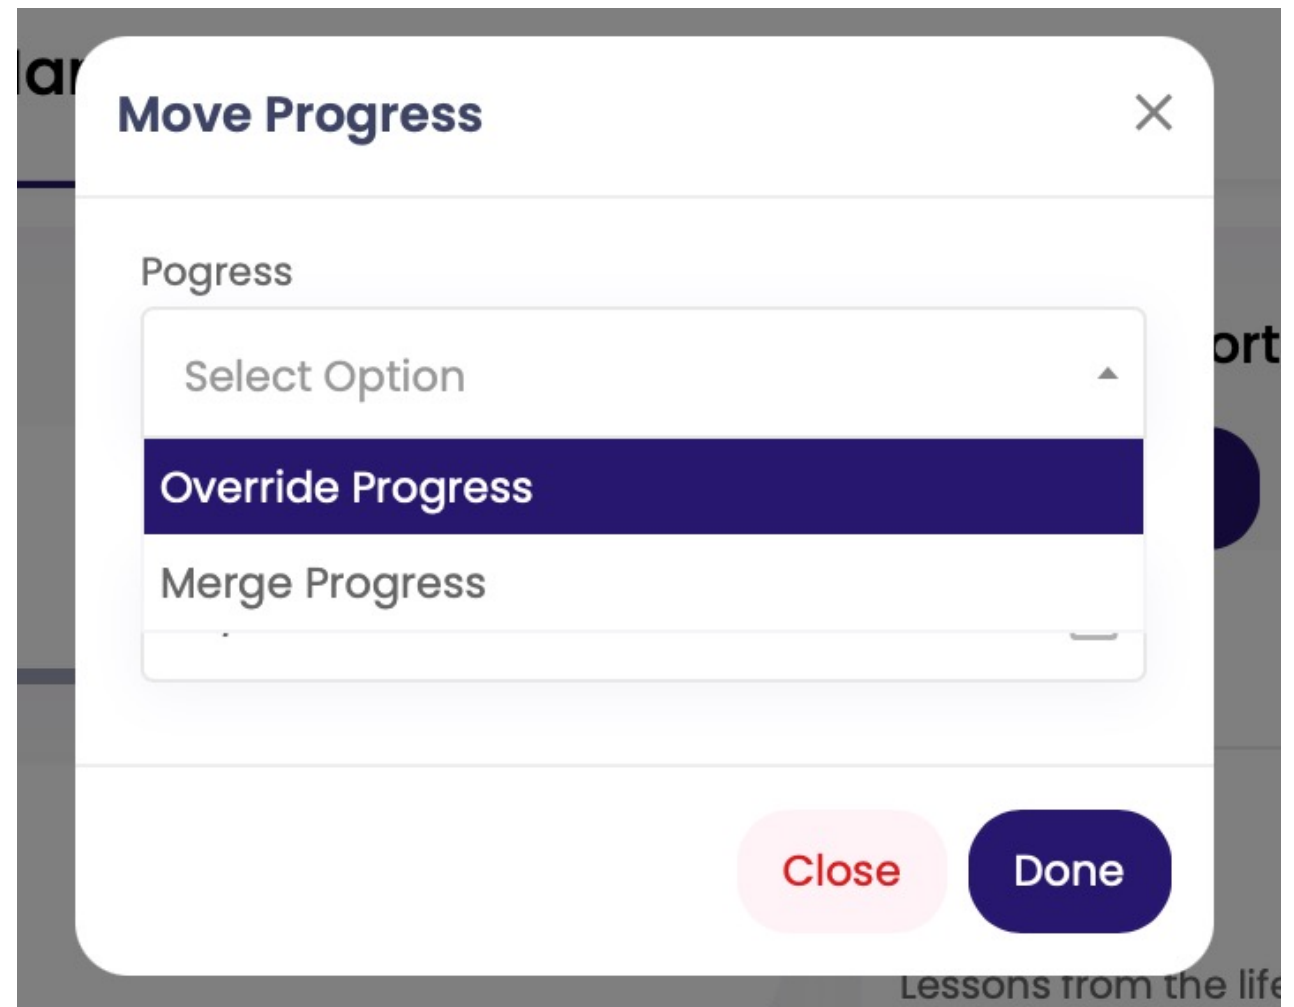 Move Progress
Pogress
Select Option
Override Progress
Merge Progress
Close
Done
Lessons from the life